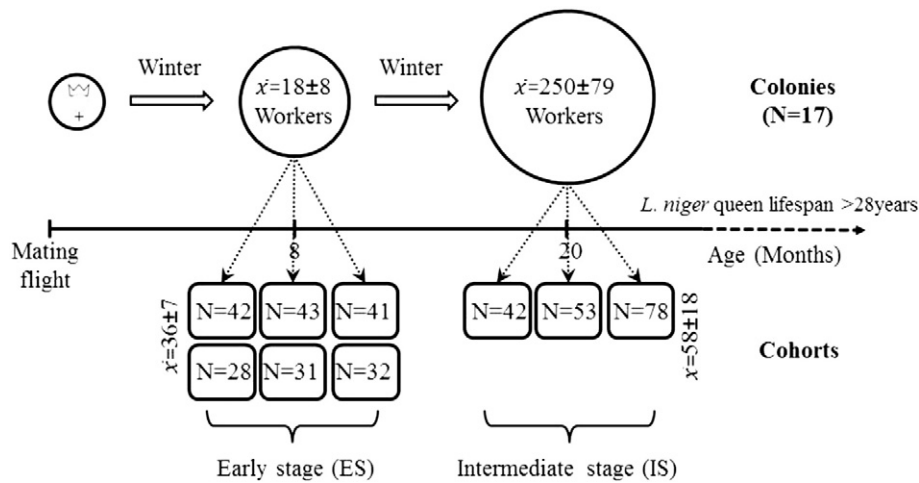 Winter
Winter
ẋ=18±8
Workers
ẋ=250±79
Workers
Colonies
(N=17)
+
L. niger queen lifespan >28years
Mating
flight
8
20
Age (Months)
N=42
N=43
N=41
N=28
N=31
N=32
ẋ=36±7
N=42
N=53
N=78
ẋ=58±18
Cohorts
Early stage (ES)
Intermediate stage (IS)